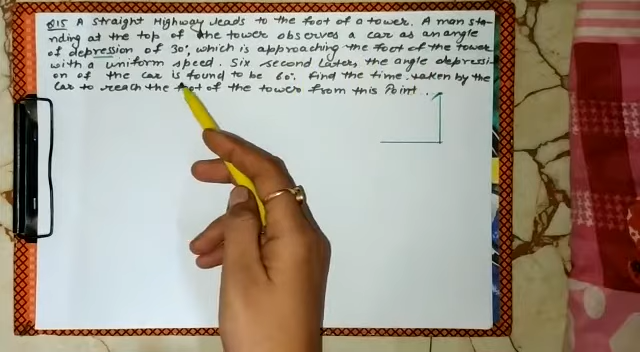 Q15 A straight Highway leads to the foot of a tower. A man sta-
nding at the top of the tower observes a car as an angle
of depression of 30°, which is approaching the foot of the tower
with a uniform speed. Six second later, the angle depressi-
on of the car is found to be 60°. Find the time taken by the
car to reach the foot of the tower from this point..